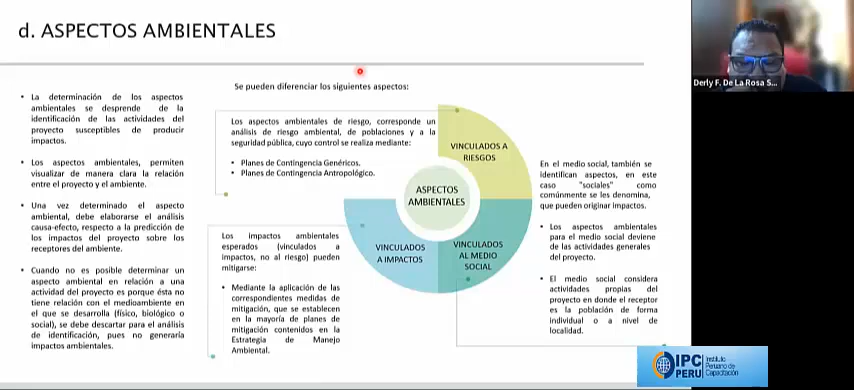 d. ASPECTOS AMBIENTALES
• La determinación de los aspectos
ambientales se desprende de la
identificación de las actividades del
proyecto susceptibles de producir
impactos.
• Los aspectos ambientales, permiten
visualizar de manera clara la relación
entre el proyecto y el ambiente.
• Una vez determinado el aspecto
ambiental, debe elaborarse el análisis
causa-efecto, respecto a la predicción de
los impactos del proyecto sobre los
receptores del ambiente.
• Cuando no es posible determinar un
aspecto ambiental en relación a una
actividad del proyecto es porque ésta no
tiene relación con el medioambiente en
el que se desarrolla (físico, biológico o
social), se debe descartar para el análisis
de identificación, pues no generaría
impactos ambientales.
Se pueden diferenciar los siguientes aspectos:
Los aspectos ambientales de riesgo, corresponde un
análisis de riesgo ambiental, de poblaciones y a la
seguridad pública, cuyo control se realiza mediante:
• Planes de Contingencia Genéricos.
• Planes de Contingencia Antropológico.
Los impactos ambientales
esperados (vinculados a
impactos, no al riesgo) pueden
mitigarse:
• Mediante la aplicación de las
correspondientes medidas de
mitigación, que se establecen
en la mayoría de planes de
mitigación contenidos en la
Estrategia de Manejo
Ambiental.
VINCULADOS A
RIESGOS
ASPECTOS
AMBIENTALES
VINCULADOS
A IMPACTOS
VINCULADOS
AL MEDIO
SOCIAL
En el medio social, también se
identifican aspectos, en este
caso "sociales" como
comúnmente se les denomina,
que pueden originar impactos.
• Los aspectos ambientales
para el medio social deviene
de las actividades generales
del proyecto.
• El medio social considera
actividades propias del
proyecto en donde el receptor
es la población de forma
individual o a nivel de
localidad.
Derly F. De La Rosa S...
IPC
PERU
Instituto
Peruano de
Capacitación